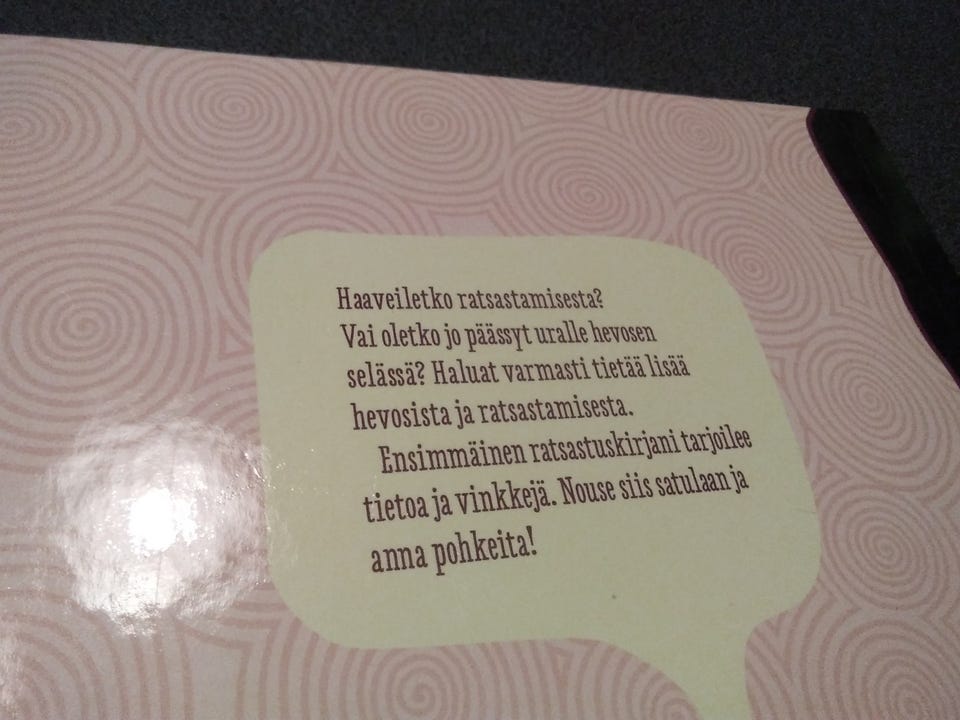 Haaveiletko ratsastamisesta?
Vai oletko jo päässyt uralle hevosen
selässä? Haluat varmasti tietää lisää
hevosista ja ratsastamisesta.
Ensimmäinen ratsastuskirjani tarjoilee
tietoa ja vinkkejä. Nouse siis satulaan ja
anna pohkeita!